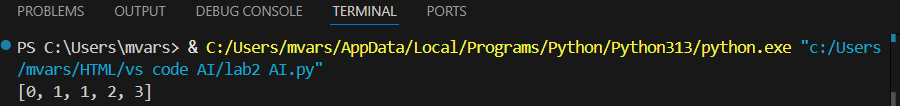 PROBLEMS OUTPUT DEBUG CONSOLE TERMINAL PORTS
PS C:\Users\mvars> & C:/Users/mvars/AppData/Local/Programs/Python/Python313/python.exe "c:/Users
/mvars/HTML/vs code AI/lab2 AI.py"
[0, 1, 1, 2, 3]